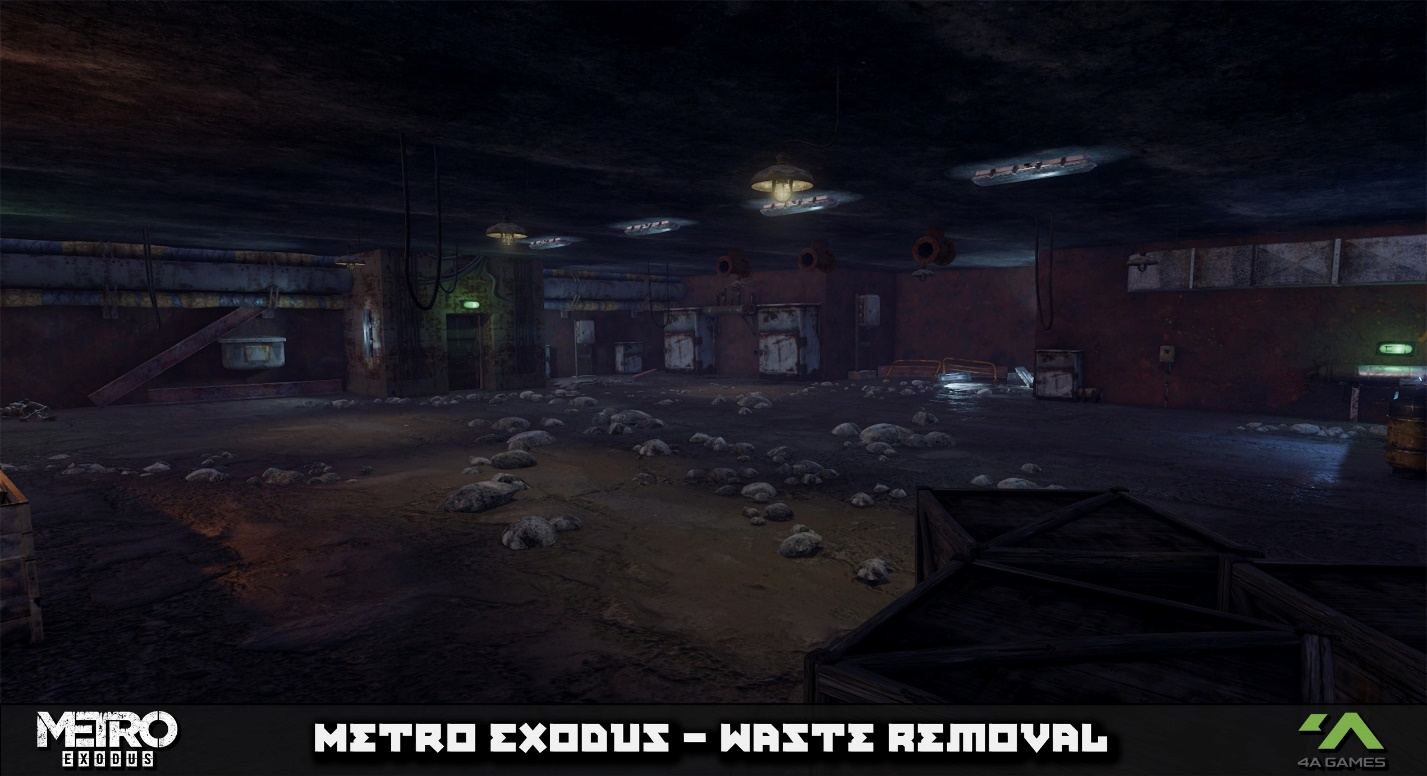 METRO
EXODUS
METRO EXODUS - WASTE REMOVAL
4A GAMES